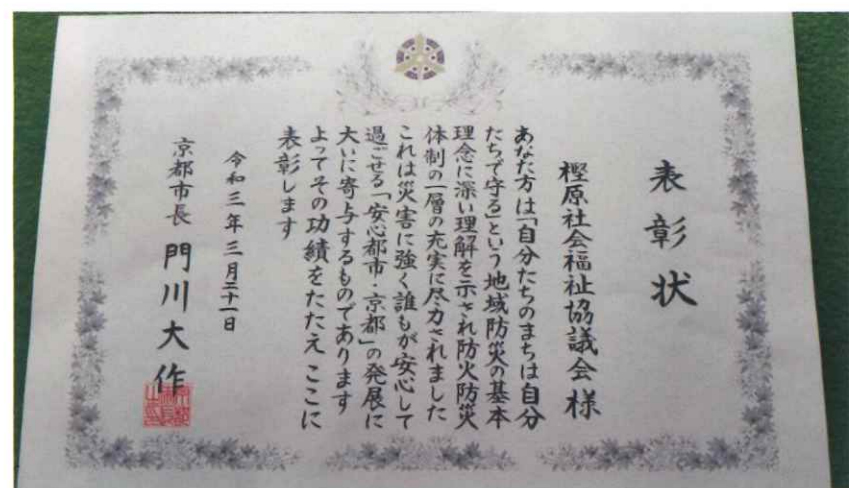 表彰状
樫原社会福祉協議会様
あなた方は「自分たちのまちは自分
たちで守る」という地域防災の基本
理念に深い理解を示され防火防災
体制の一層の充実に尽力されました
これは災害に強く誰もが安心して
過ごせる「安心都市・京都」の発展に
大いに寄与するものであります
よってその功績をたたえここに
表彰します
令和三年三月二十一日
京都市長 門川大作